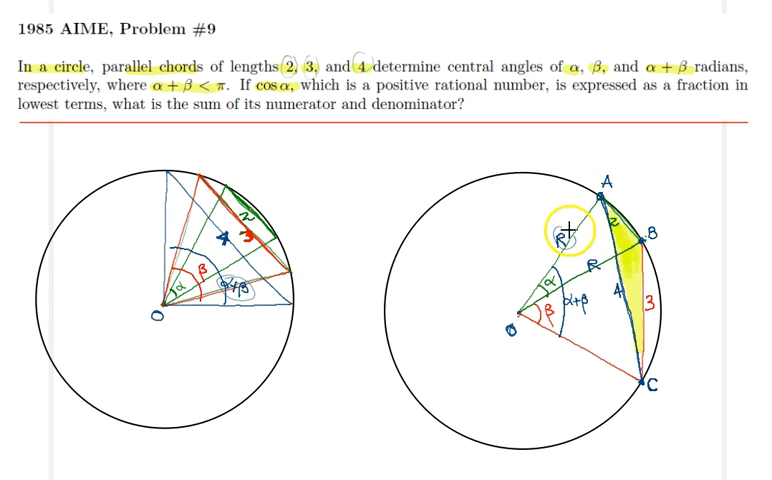 1985 AIME, Problem #9
In a circle, parallel chords of lengths 2, 3, and 4 determine central angles of α, β, and α + β radians,
respectively, where α + β < π. If cos α, which is a positive rational number, is expressed as a fraction in
lowest terms, what is the sum of its numerator and denominator?
2
4 3
β
α α+β
O
A
2 B
R
R
α
4 3
α+β
β
O
C